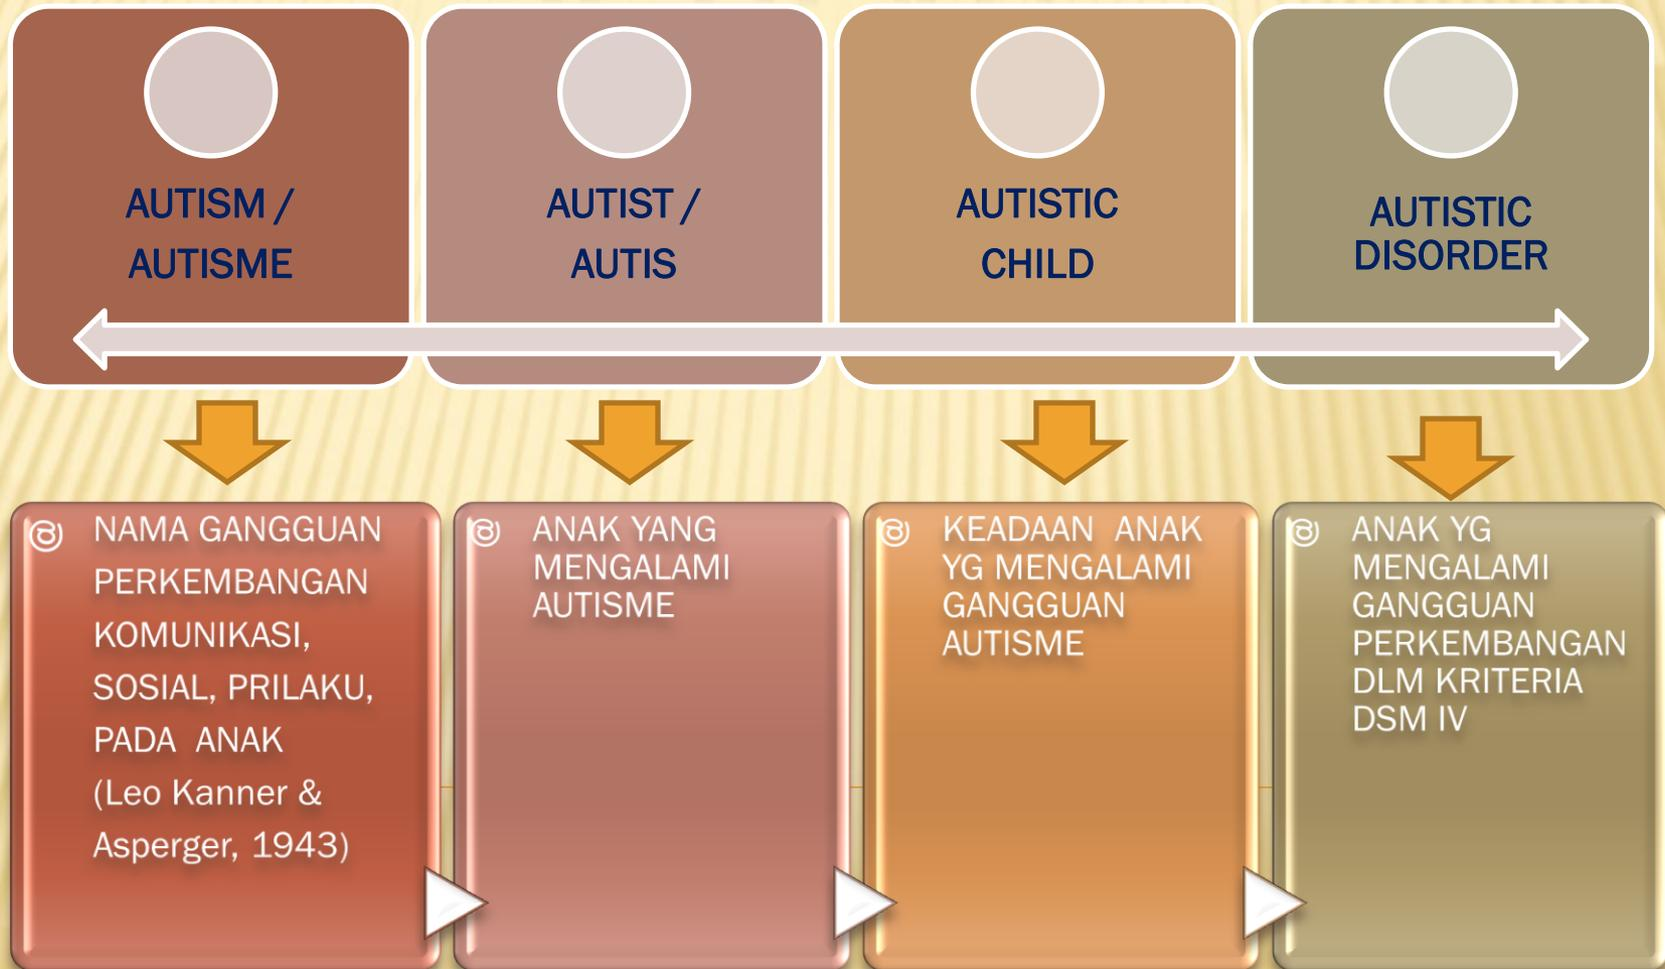 AUTISM /
AUTISME
AUTIST /
AUTIS
AUTISTIC
CHILD
AUTISTIC
DISORDER
@ NAMA GANGGUAN
PERKEMBANGAN
KOMUNIKASI,
SOSIAL, PRILAKU,
PADA ANAK
(Leo Kanner &
Asperger, 1943)
@ ANAK YANG
MENGALAMI
AUTISME
@ KEADAAN ANAK
YG MENGALAMI
GANGGUAN
AUTISME
@ ANAK YG
MENGALAMI
GANGGUAN
PERKEMBANGAN
DLM KRITERIA
DSM IV